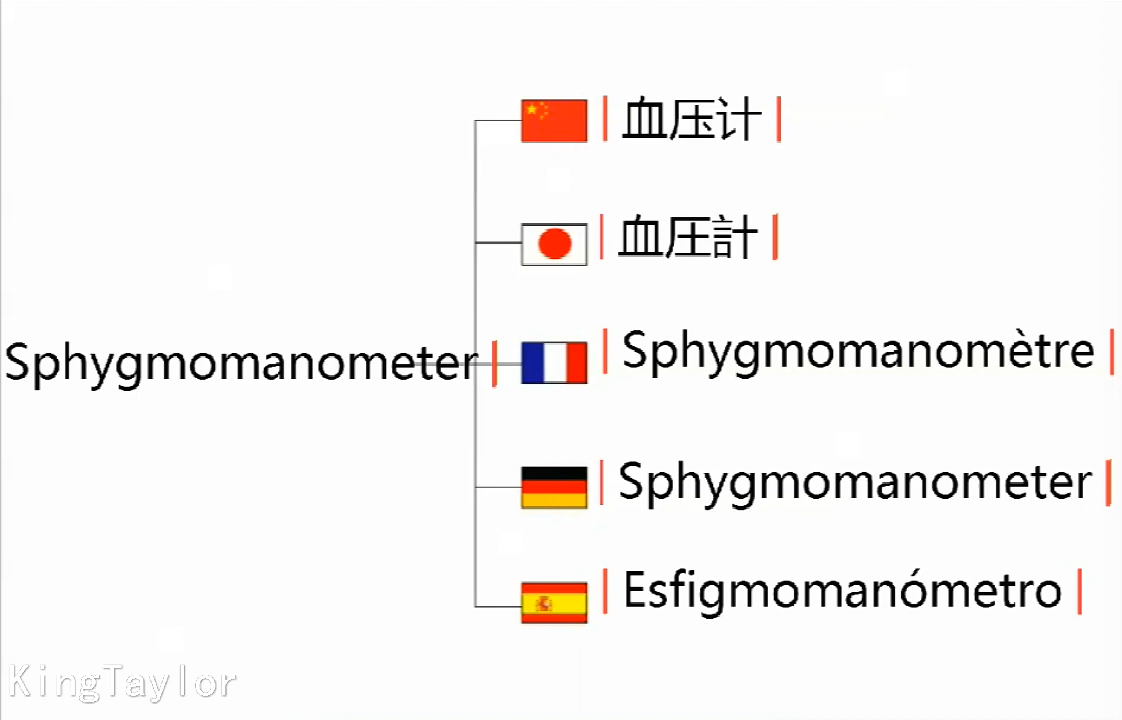 血压计
血圧計
Sphygmomanometer
Sphygmomanomètre
Sphygmomanometer
Esfigmomanómetro
KingTaylor